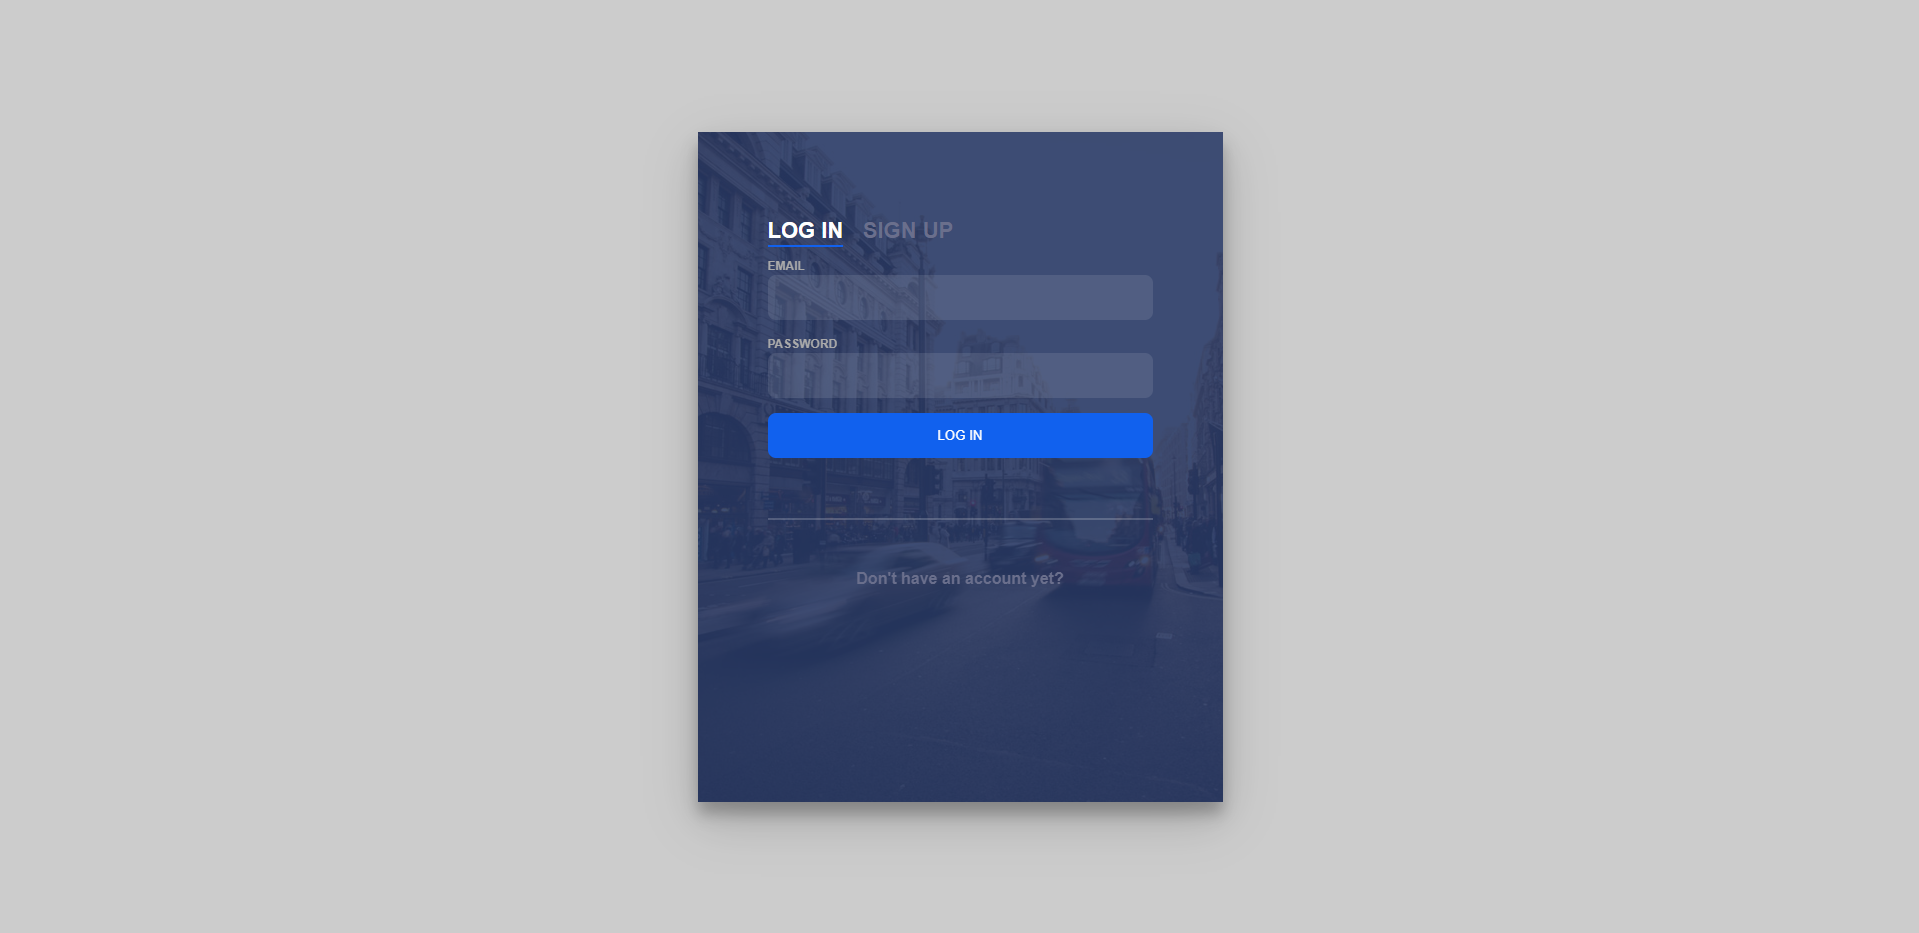 LOG IN SIGN UP
EMAIL
PASSWORD
LOG IN
Don't have an account yet?